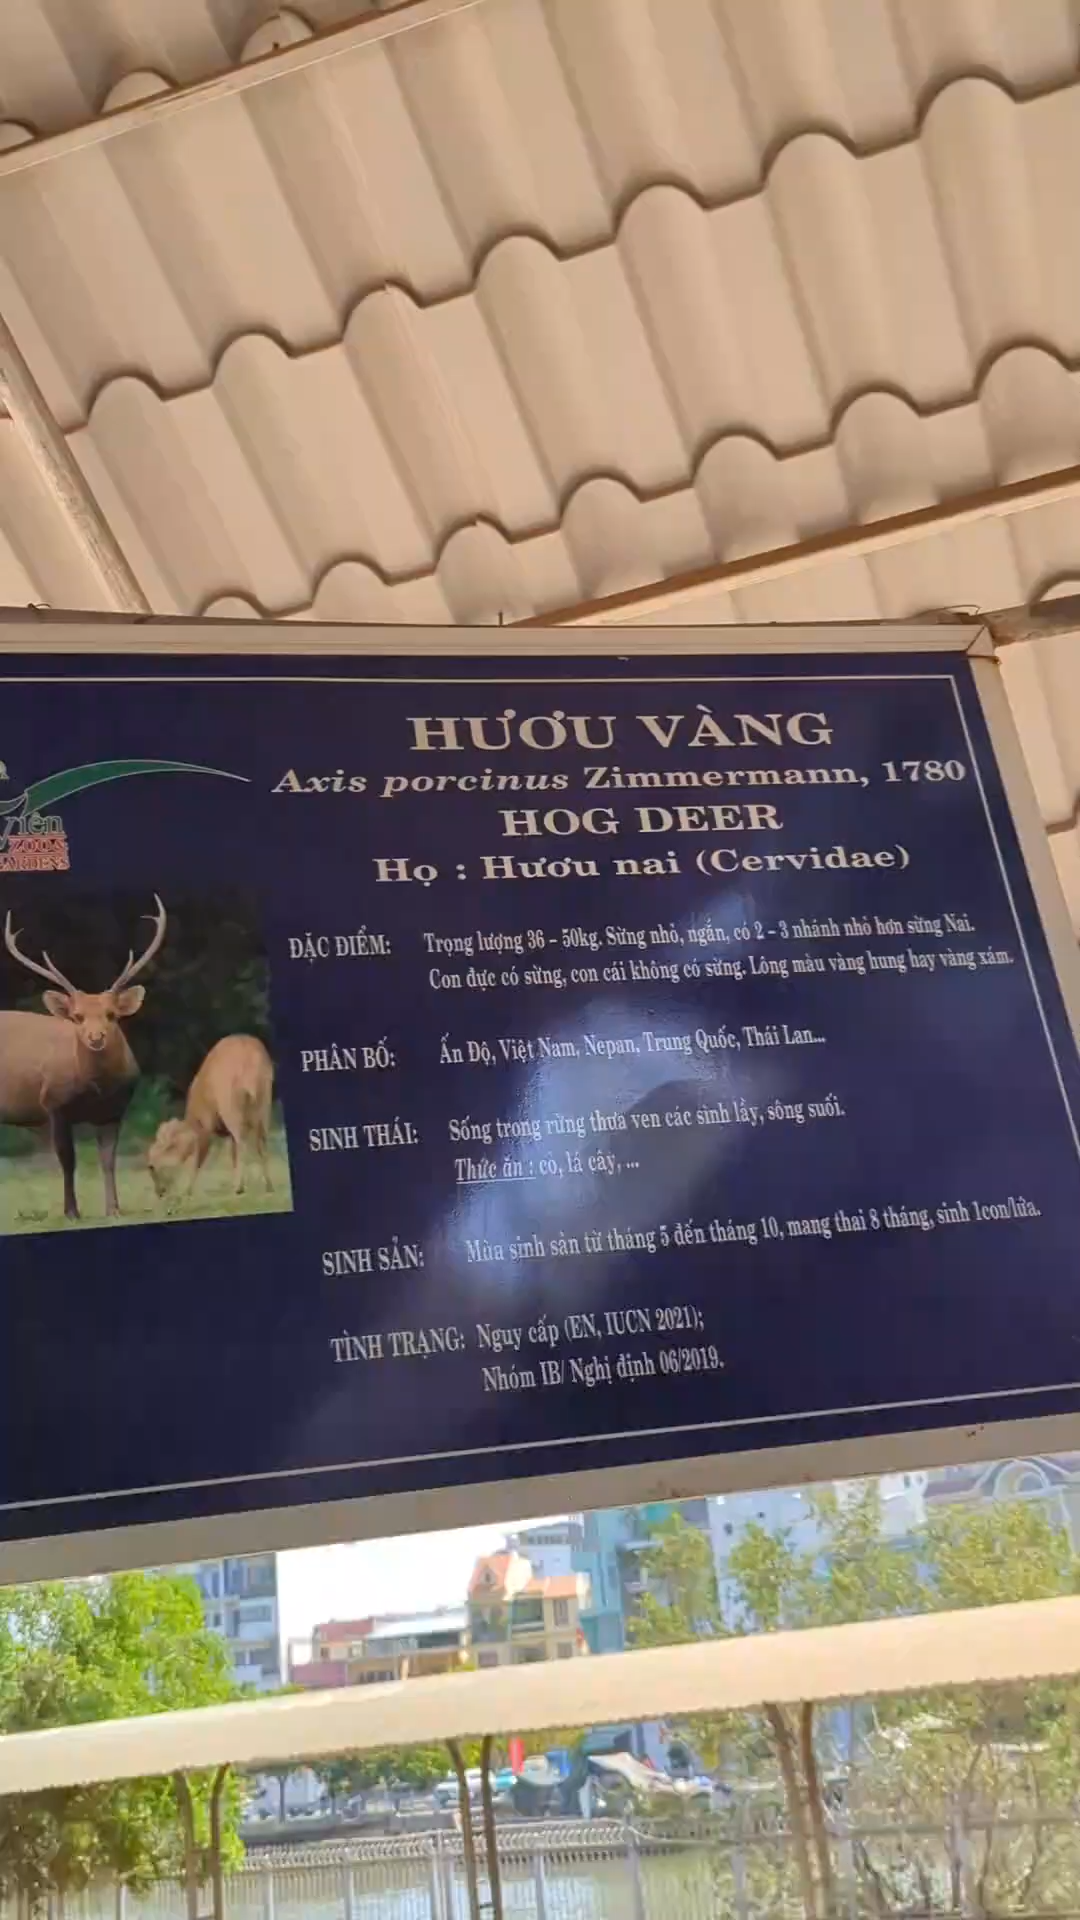 HƯƠU VÀNG
Axis porcinus Zimmermann, 1780
HOG DEER
Họ : Hươu nai (Cervidae)
Viên
ZOO&
GARDENS
ĐẶC ĐIỂM: Trọng lượng 36 – 50kg. Sừng nhỏ, ngắn, có 2 – 3 nhánh nhỏ hơn sừng Nai.
Con đực có sừng, con cái không có sừng. Lông màu vàng hung hay vàng xám.
PHÂN BỐ: Ấn Độ, Việt Nam, Nepan, Trung Quốc, Thái Lan...
SINH THÁI: Sống trong rừng thưa ven các sình lầy, sông suối.
Thức ăn : cỏ, lá cây, ...
SINH SẢN: Mùa sinh sản từ tháng 5 đến tháng 10, mang thai 8 tháng, sinh 1con/lứa.
TÌNH TRẠNG: Nguy cấp (EN, IUCN 2021);
Nhóm IB/ Nghị định 06/2019.